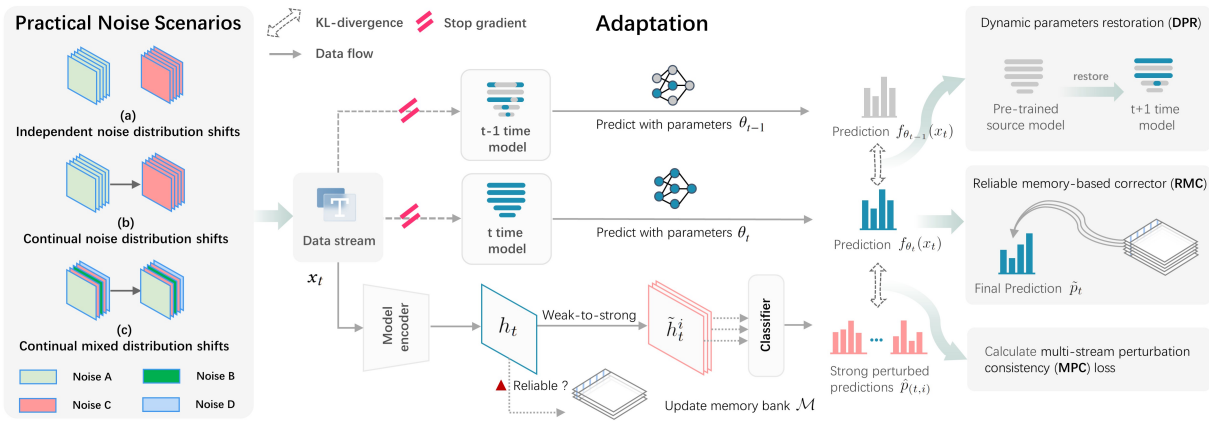 Practical Noise Scenarios
(a)
Independent noise distribution shifts
(b)
Continual noise distribution shifts
(c)
Continual mixed distribution shifts
Noise A
Noise B
Noise C
Noise D
KL-divergence
Stop gradient
Data flow
Adaptation
T
Data stream
x_t
t-1 time
model
Predict with parameters θ_{t−1}
t time
model
Predict with parameters θ_t
Model
encoder
h_t
Weak-to-strong
h̃_t^i
Classifier
Reliable ?
Update memory bank ℳ
Prediction f_{θ_{t−1}}(x_t)
Prediction f_{θ_t}(x_t)
Strong perturbed
predictions p̂_{(t,i)}
Dynamic parameters restoration (DPR)
restore
Pre-trained
source model
t+1 time
model
Reliable memory-based corrector (RMC)
Final Prediction p̃_t
Calculate multi-stream perturbation
consistency (MPC) loss